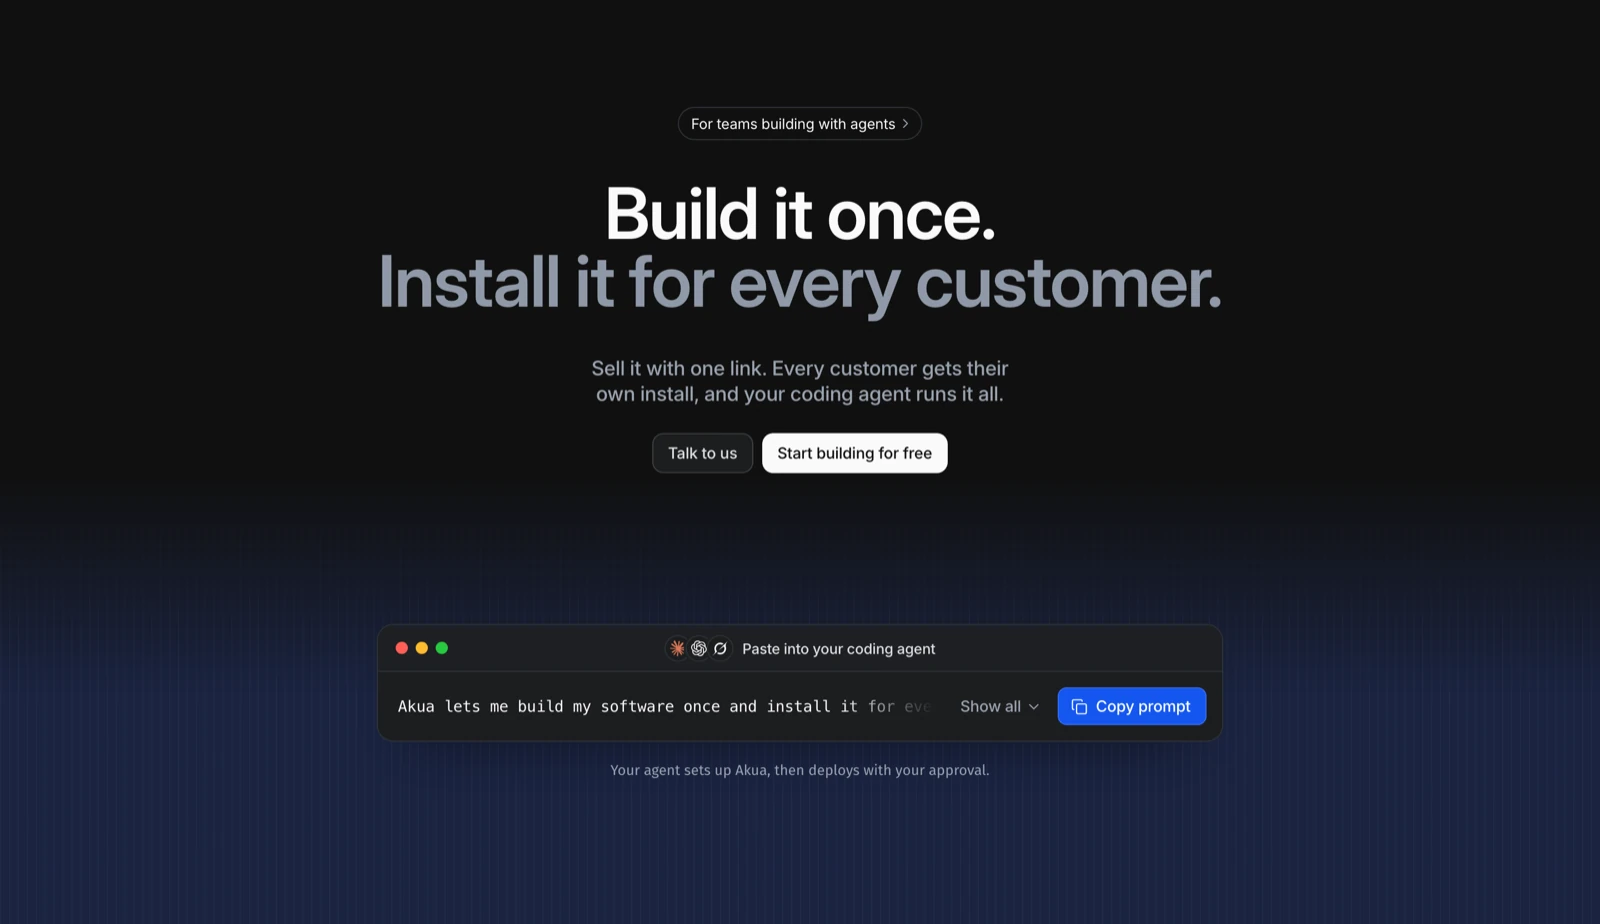 For teams building with agents
Build it once.
Install it for every customer.
Sell it with one link. Every customer gets their
own install, and your coding agent runs it all.
Talk to us
Start building for free
Paste into your coding agent
Akua lets me build my software once and install it for eve
Show all
Copy prompt
Your agent sets up Akua, then deploys with your approval.